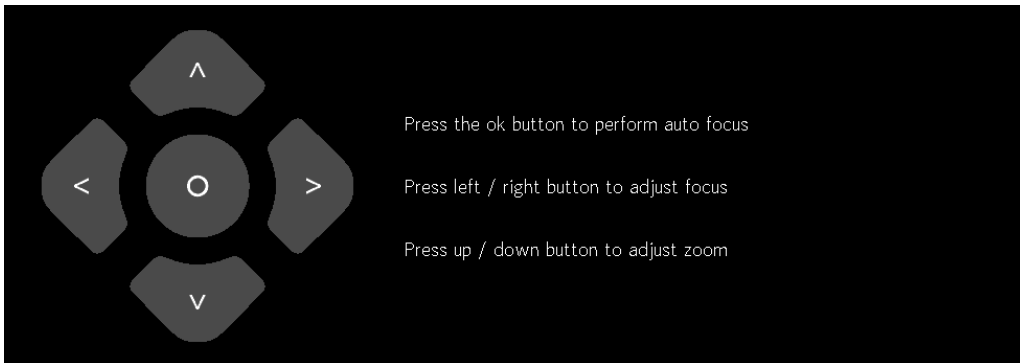 ^
Press the ok button to perform auto focus
< O >
Press left / right button to adjust focus
Press up / down button to adjust zoom
v